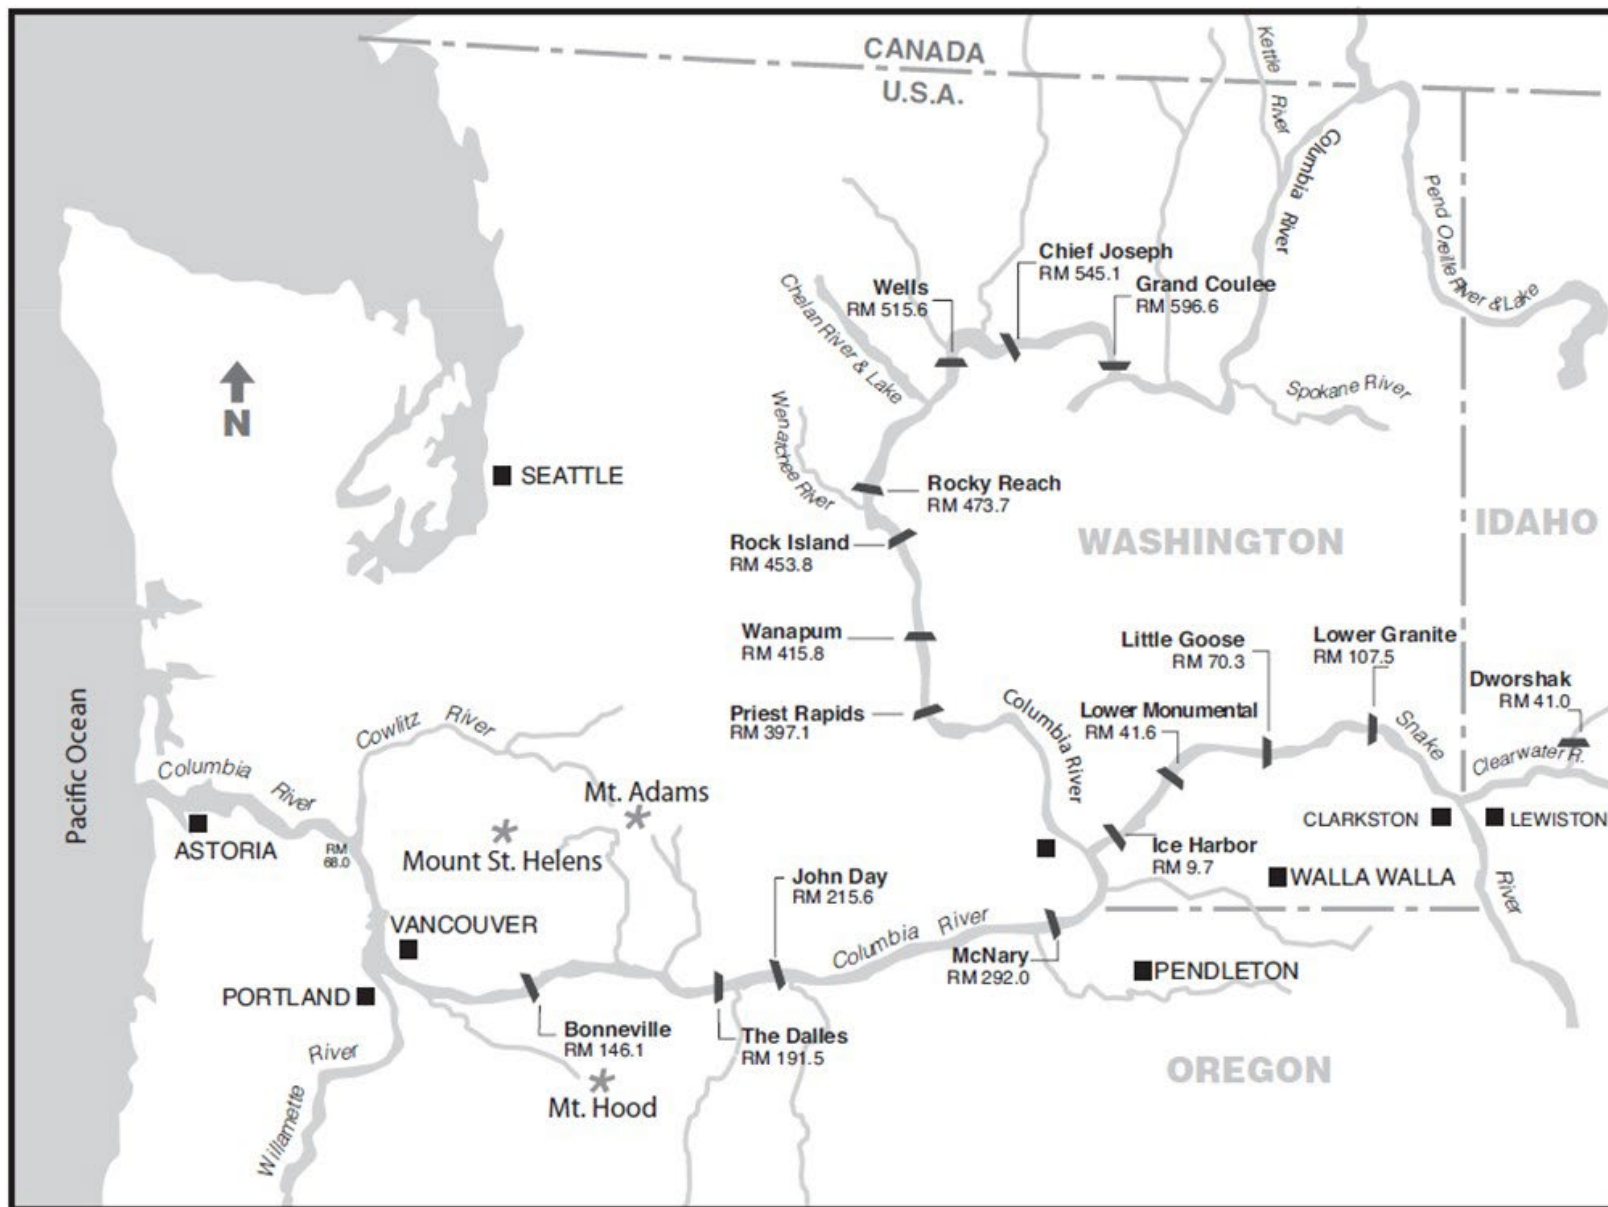 CANADA
U.S.A.
Kettle River
Columbia River
Pend Oreille River & Lake
Chief Joseph
RM 545.1
Wells
RM 515.6
Grand Coulee
RM 596.6
Chelan River & Lake
Spokane River
Wenatchee River
N
SEATTLE
Rocky Reach
RM 473.7
Rock Island
RM 453.8
WASHINGTON
IDAHO
Wanapum
RM 415.8
Little Goose
RM 70.3
Lower Granite
RM 107.5
Dworshak
RM 41.0
Priest Rapids
RM 397.1
Columbia River
Lower Monumental
RM 41.6
Snake River
Clearwater R.
Pacific Ocean
Cowlitz River
Columbia River
Mt. Adams
ASTORIA
RM
68.0
Mount St. Helens
CLARKSTON
LEWISTON
Ice Harbor
RM 9.7
WALLA WALLA
John Day
RM 215.6
VANCOUVER
Columbia River
McNary
RM 292.0
PENDLETON
PORTLAND
Bonneville
RM 146.1
The Dalles
RM 191.5
Willamette River
Mt. Hood
OREGON